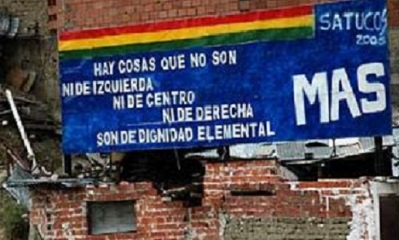 SATUCOS
HAY COSAS QUE NO SON
NI DE IZQUIERDA
NI DE CENTRO
NI DE DERECHA
SON DE DIGNIDAD ELEMENTAL
MAS